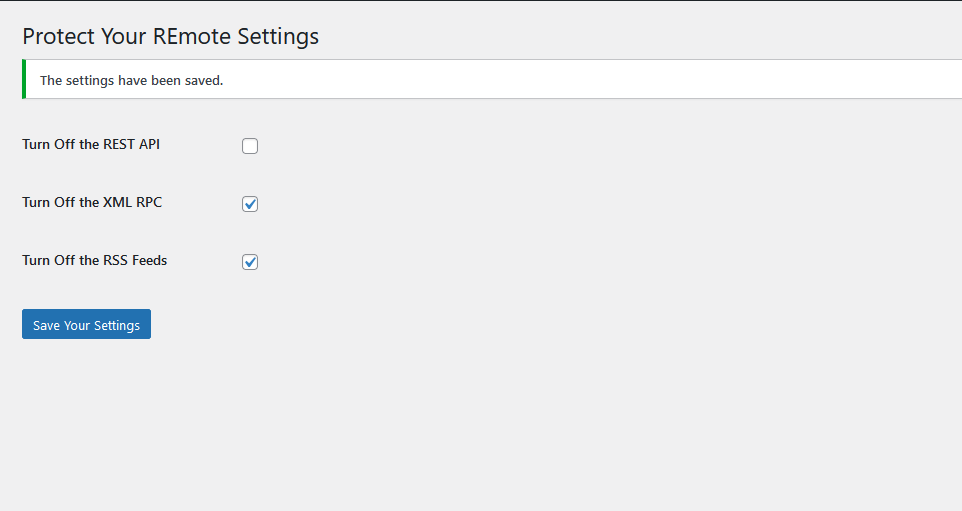 Protect Your REmote Settings
The settings have been saved.
Turn Off the REST API
Turn Off the XML RPC
Turn Off the RSS Feeds
Save Your Settings